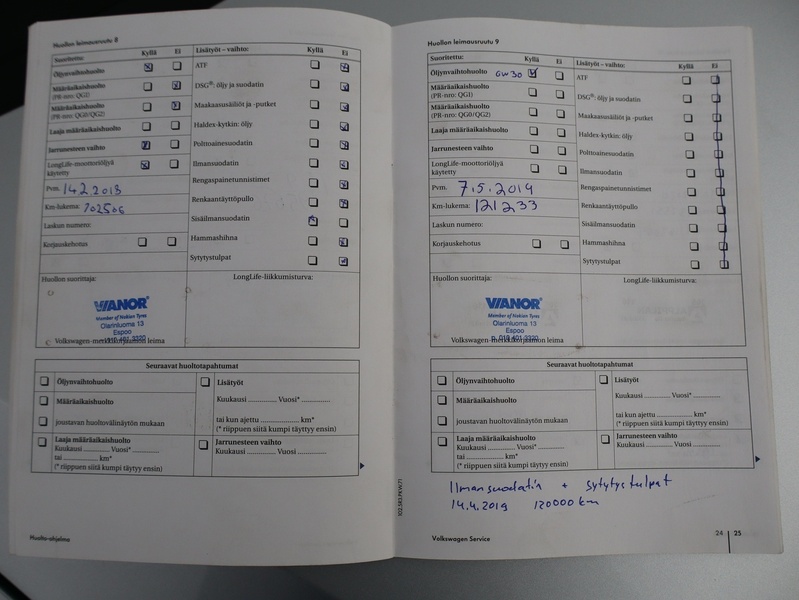 Huollon leimausruutu 8
Suoritettu: Kyllä Ei
Öljynvaihtohuolto
Määräaikaishuolto
(PR-nro: QG1)
Määräaikaishuolto
(PR-nro: QG0/QG2)
Laaja määräaikaishuolto
Jarrunesteen vaihto
LongLife-moottoriöljyä
käytetty
Pvm. 14.2.2018
Km-lukema: 102506
Laskun numero:
Korjauskehotus
Lisätyöt - vaihto: Kyllä Ei
ATF
DSG®: öljy ja suodatin
Maakaasusäiliöt ja -putket
Haldex-kytkin: öljy
Polttoainesuodatin
Ilmansuodatin
Rengaspainetunnistimet
Renkaantäyttöpullo
Sisäilmansuodatin
Hammashihna
Sytytystulpat
Huollon suorittaja:
LongLife-liikkumisturva:
VIANOR®
Member of Nokian Tyres
Olarinluoma 13
Espoo
Volkswagen-merkkikorjaamon leima
Seuraavat huoltotapahtumat
Öljynvaihtohuolto
Määräaikaishuolto
joustavan huoltovälinäytön mukaan
Laaja määräaikaishuolto
Kuukausi ............ Vuosi* ............
tai .................. km*
(* riippuen siitä kumpi täytyy ensin)
Lisätyöt
Kuukausi ............ Vuosi* ............
tai kun ajettu .................. km*
(* riippuen siitä kumpi täytyy ensin)
Jarrunesteen vaihto
Kuukausi ............ Vuosi ............
Huolto-ohjelma
102.5R3.PKW.71
Huollon leimausruutu 9
Suoritettu: Kyllä Ei
Öljynvaihtohuolto 0W30
Määräaikaishuolto
(PR-nro: QG1)
Määräaikaishuolto
(PR-nro: QG0/QG2)
Laaja määräaikaishuolto
Jarrunesteen vaihto
LongLife-moottoriöljyä
käytetty
Pvm. 7.5.2019
Km-lukema: 121233
Laskun numero:
Korjauskehotus
Lisätyöt - vaihto: Kyllä Ei
ATF
DSG®: öljy ja suodatin
Maakaasusäiliöt ja -putket
Haldex-kytkin: öljy
Polttoainesuodatin
Ilmansuodatin
Rengaspainetunnistimet
Renkaantäyttöpullo
Sisäilmansuodatin
Hammashihna
Sytytystulpat
Huollon suorittaja:
LongLife-liikkumisturva:
VIANOR®
Member of Nokian Tyres
Olarinluoma 13
Espoo
Volkswagen-merkkikorjaamon leima
Seuraavat huoltotapahtumat
Öljynvaihtohuolto
Määräaikaishuolto
joustavan huoltovälinäytön mukaan
Laaja määräaikaishuolto
Kuukausi ............ Vuosi* ............
tai .................. km*
(* riippuen siitä kumpi täytyy ensin)
Lisätyöt
Kuukausi ............ Vuosi* ............
tai kun ajettu .................. km*
(* riippuen siitä kumpi täytyy ensin)
Jarrunesteen vaihto
Kuukausi ............ Vuosi ............
Ilmansuodatin + sytytystulpat
14.4.2019 120000 km
Volkswagen Service
24 25